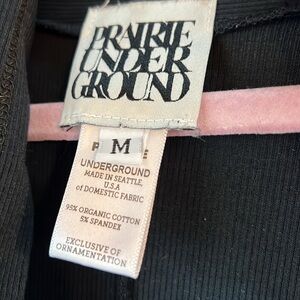 PRAIRIE
UNDER
GROUND
M
UNDERGROUND
MADE IN SEATTLE,
U.S.A
of DOMESTIC FABRIC
95% ORGANIC COTTON
5% SPANDEX
EXCLUSIVE OF
ORNAMENTATION